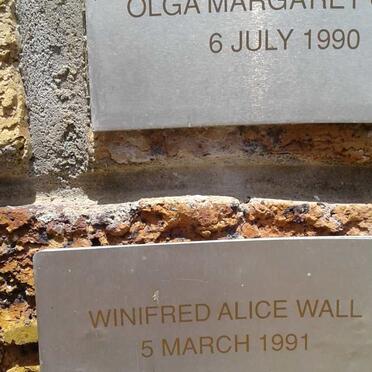 OLGA MARGARET
6 JULY 1990
WINIFRED ALICE WALL
5 MARCH 1991